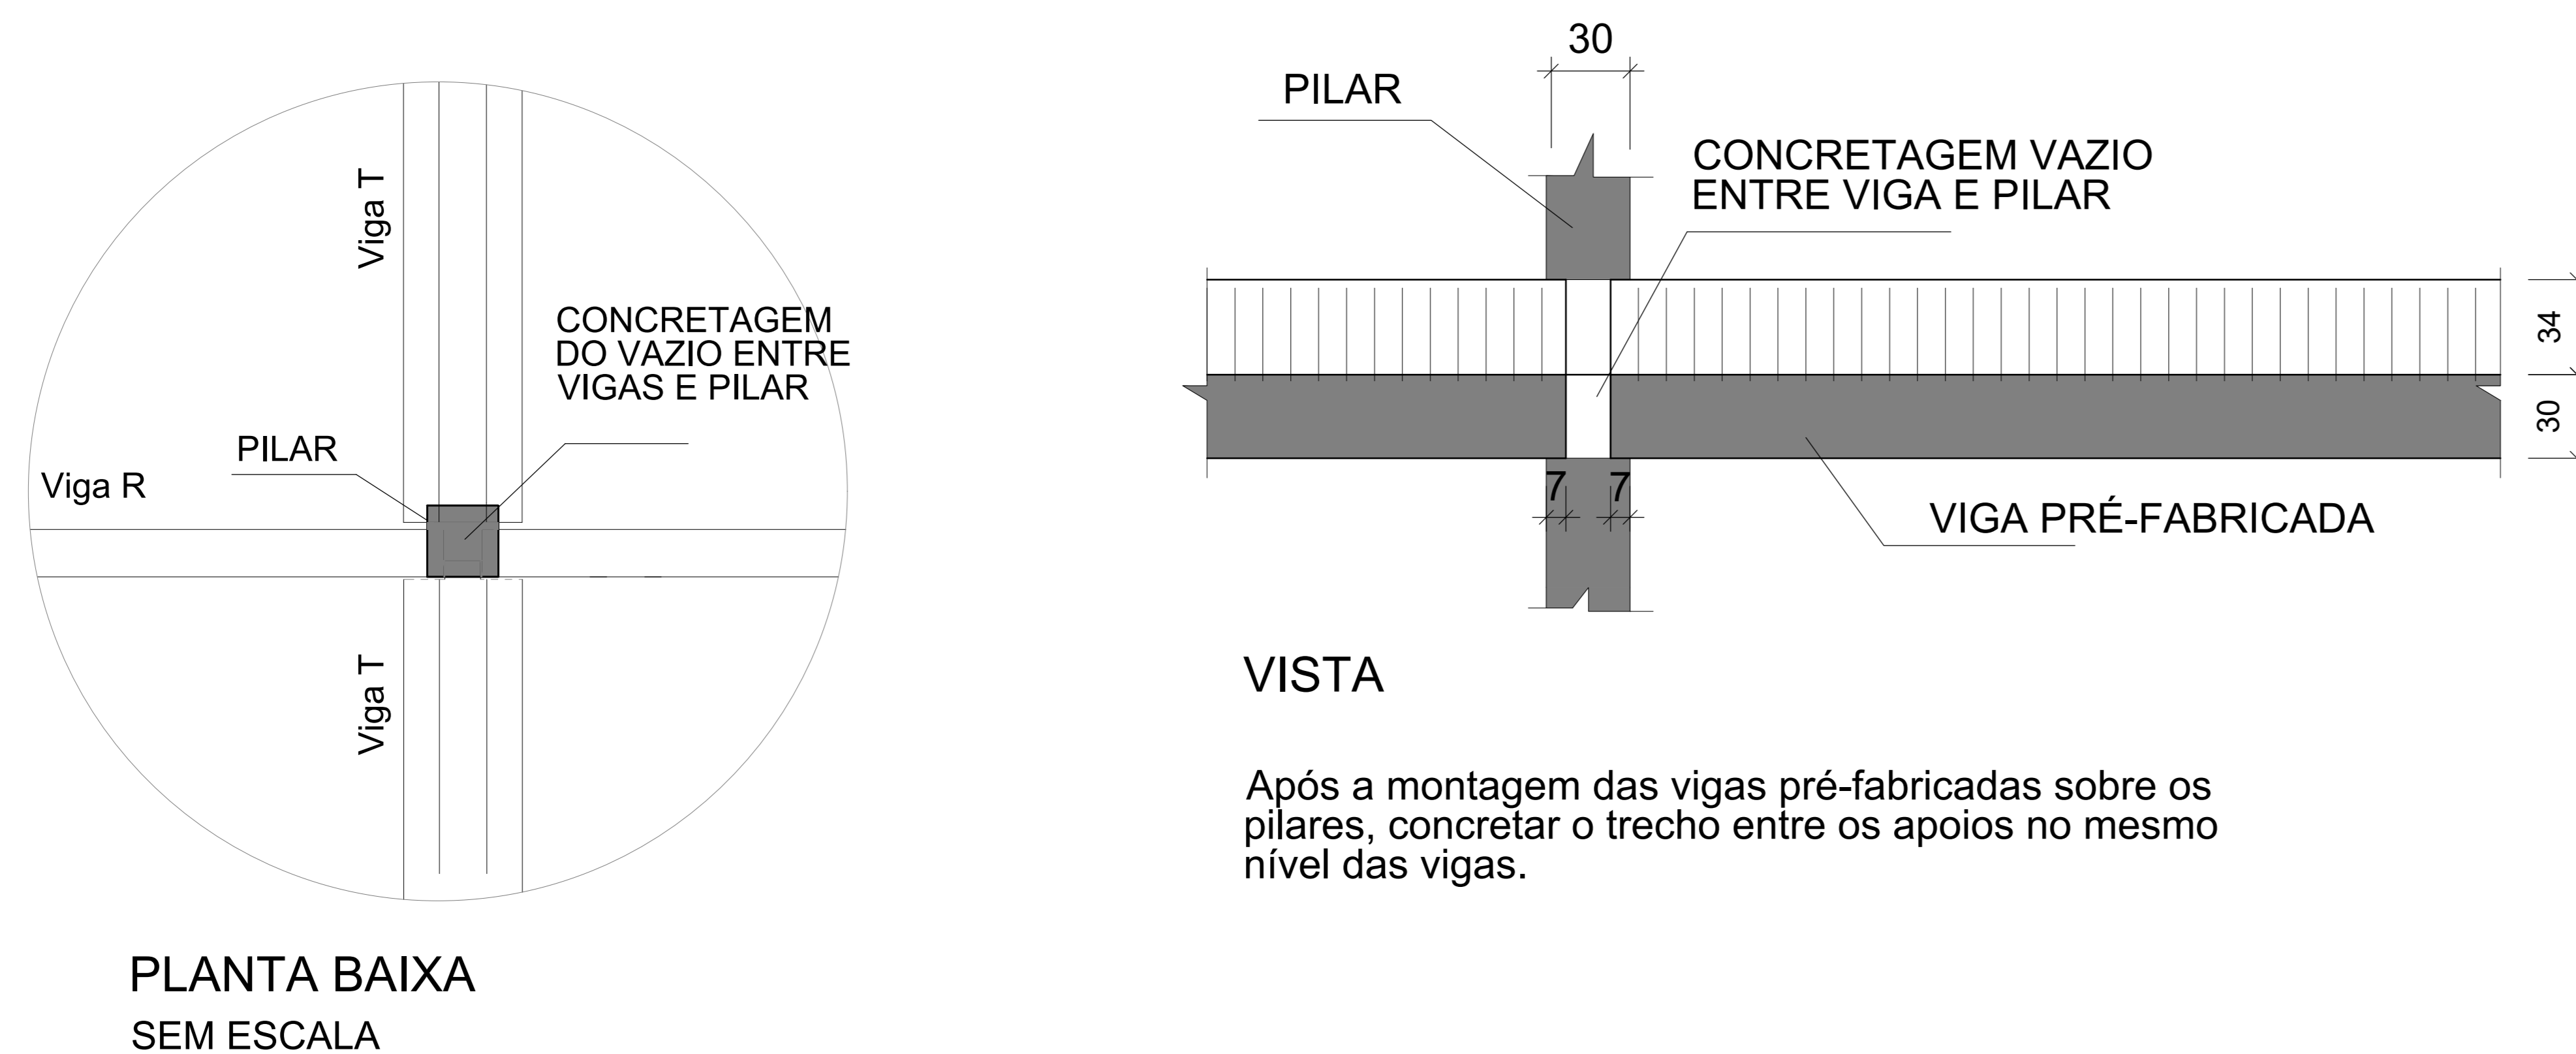 Viga T
CONCRETAGEM
DO VAZIO ENTRE
VIGAS E PILAR
PILAR
Viga R
Viga T
PLANTA BAIXA
SEM ESCALA
30
PILAR
CONCRETAGEM VAZIO
ENTRE VIGA E PILAR
34
30
7
7
VIGA PRÉ-FABRICADA
VISTA
Após a montagem das vigas pré-fabricadas sobre os
pilares, concretar o trecho entre os apoios no mesmo
nível das vigas.